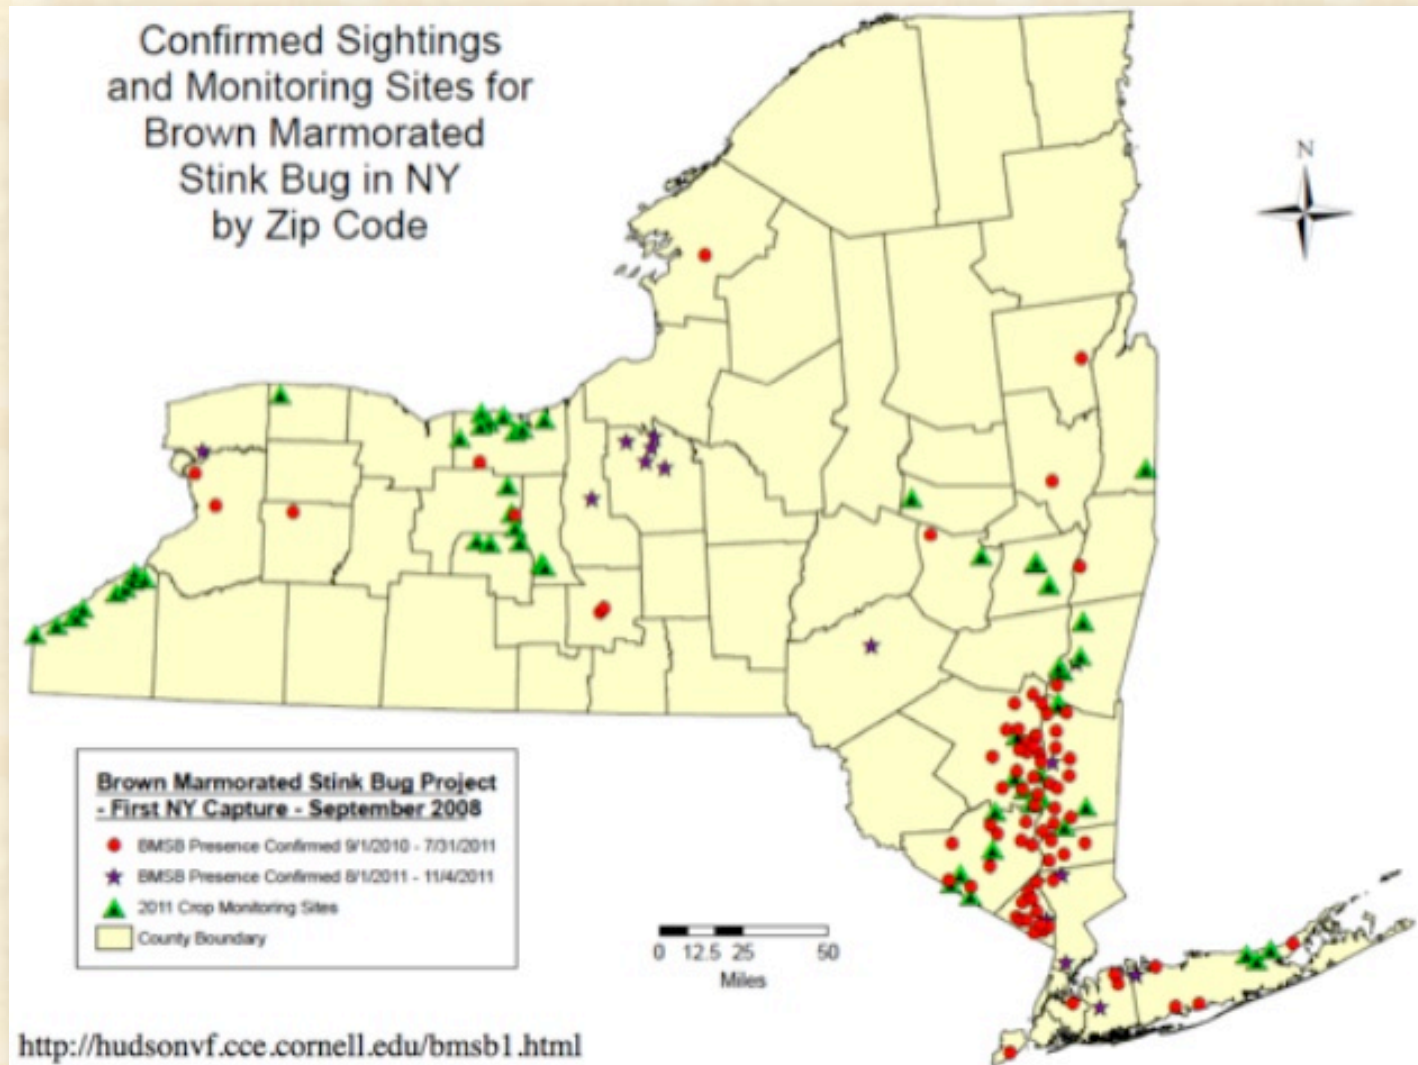 Confirmed Sightings
and Monitoring Sites for
Brown Marmorated
Stink Bug in NY
by Zip Code
N
Brown Marmorated Stink Bug Project
- First NY Capture - September 2008
BMSB Presence Confirmed 9/1/2010 - 7/31/2011
BMSB Presence Confirmed 8/1/2011 - 11/4/2011
2011 Crop Monitoring Sites
County Boundary
0 12.5 25 50
Miles
http://hudsonvf.cce.cornell.edu/bmsb1.html